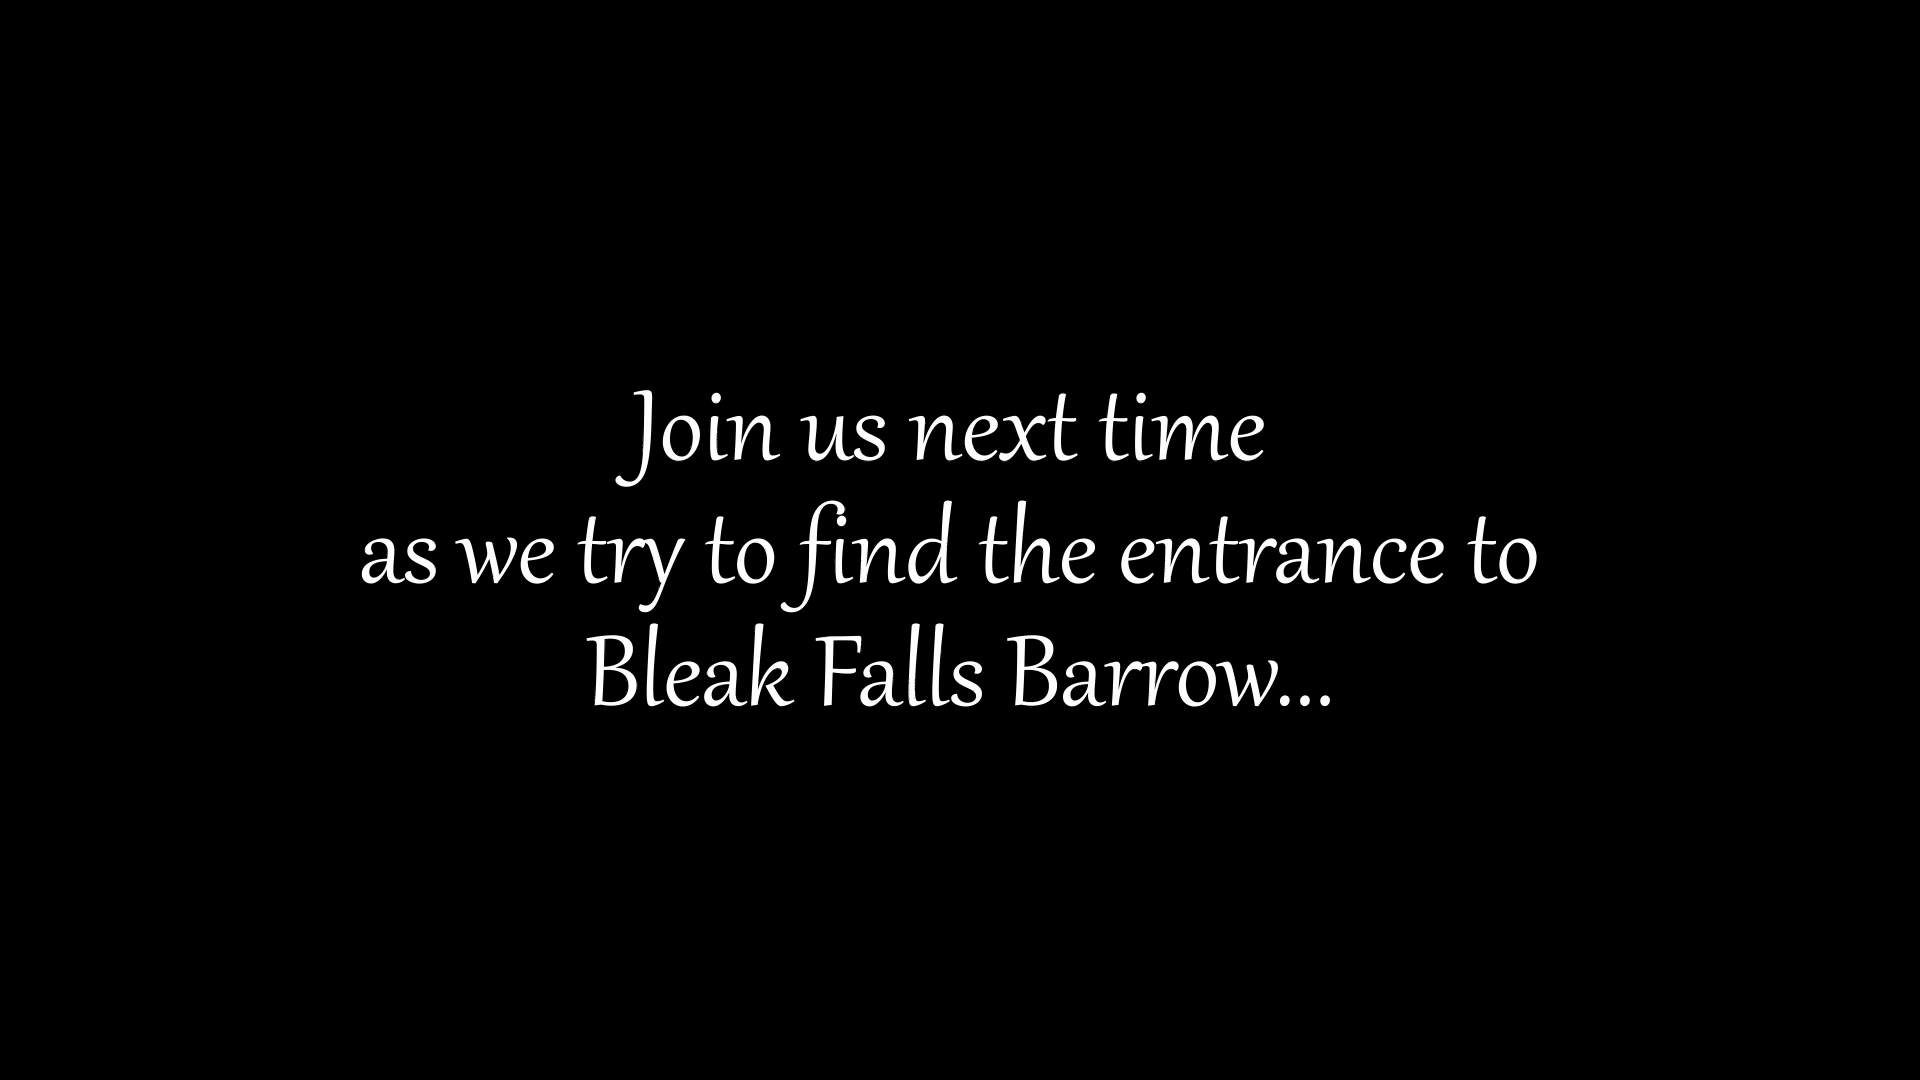 Join us next time
as we try to find the entrance to
Bleak Falls Barrow...